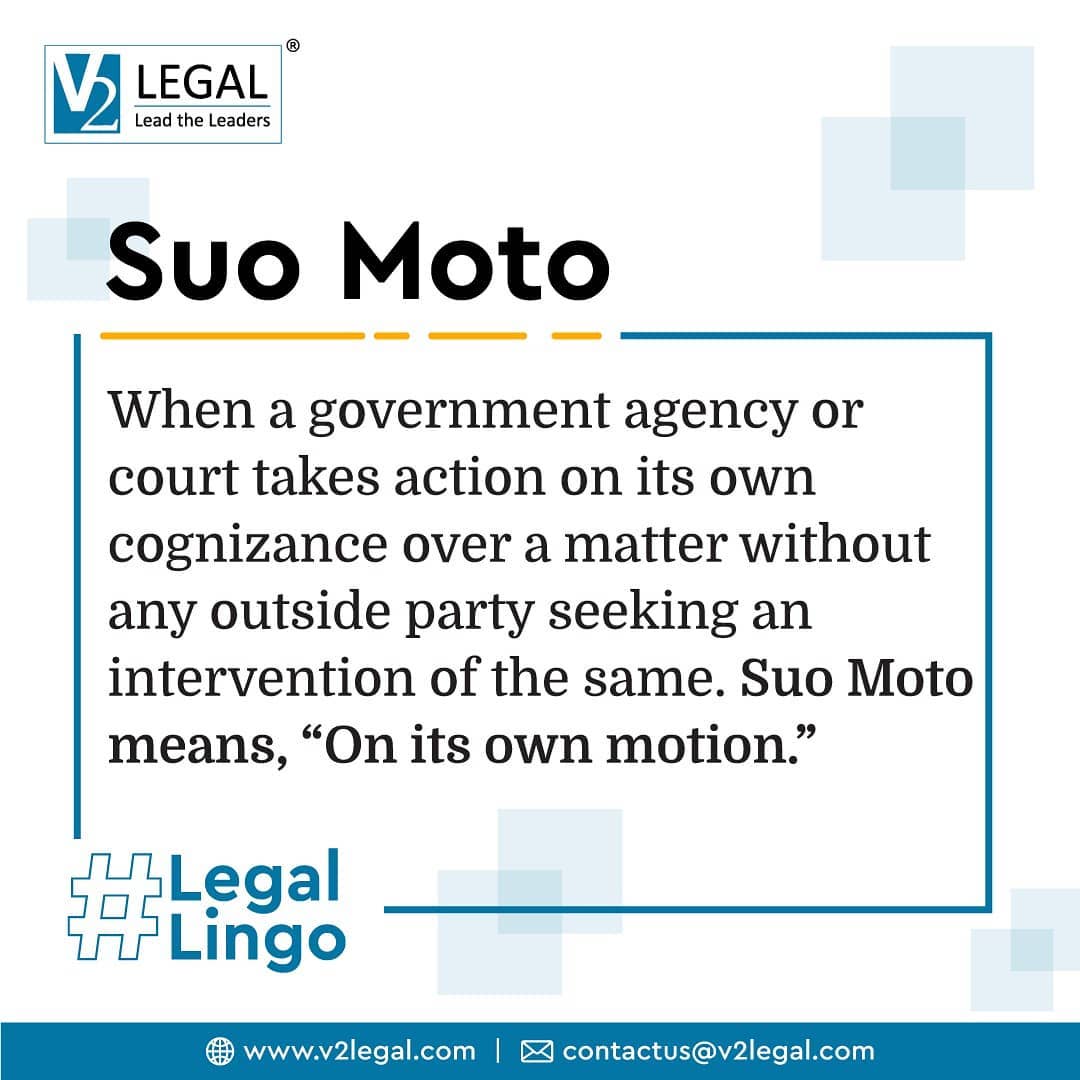 V2 LEGAL ®
Lead the Leaders
Suo Moto
When a government agency or
court takes action on its own
cognizance over a matter without
any outside party seeking an
intervention of the same. Suo Moto
means, “On its own motion.”
#Legal
Lingo
www.v2legal.com | contactus@v2legal.com